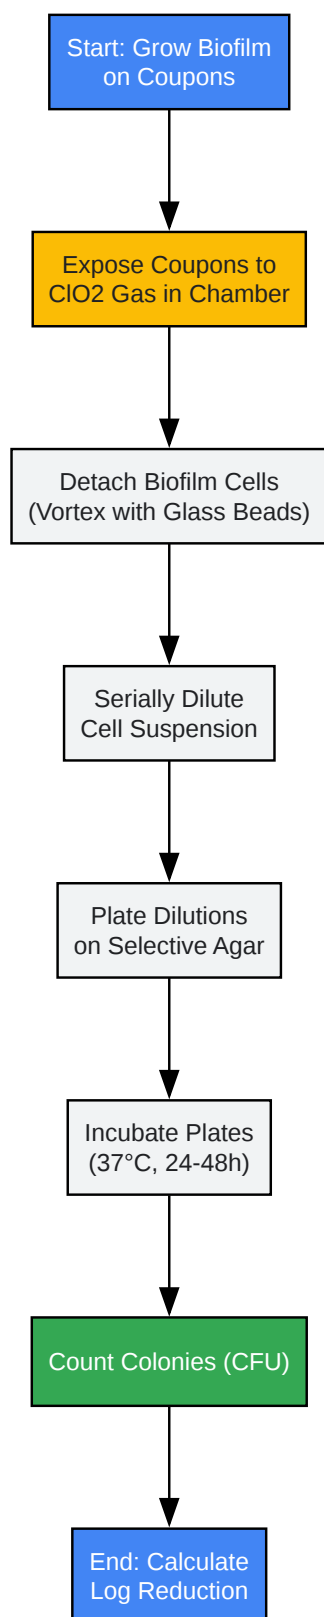 Start: Grow Biofilm
on Coupons
Expose Coupons to
ClO2 Gas in Chamber
Detach Biofilm Cells
(Vortex with Glass Beads)
Serially Dilute
Cell Suspension
Plate Dilutions
on Selective Agar
Incubate Plates
(37°C, 24-48h)
Count Colonies (CFU)
End: Calculate
Log Reduction